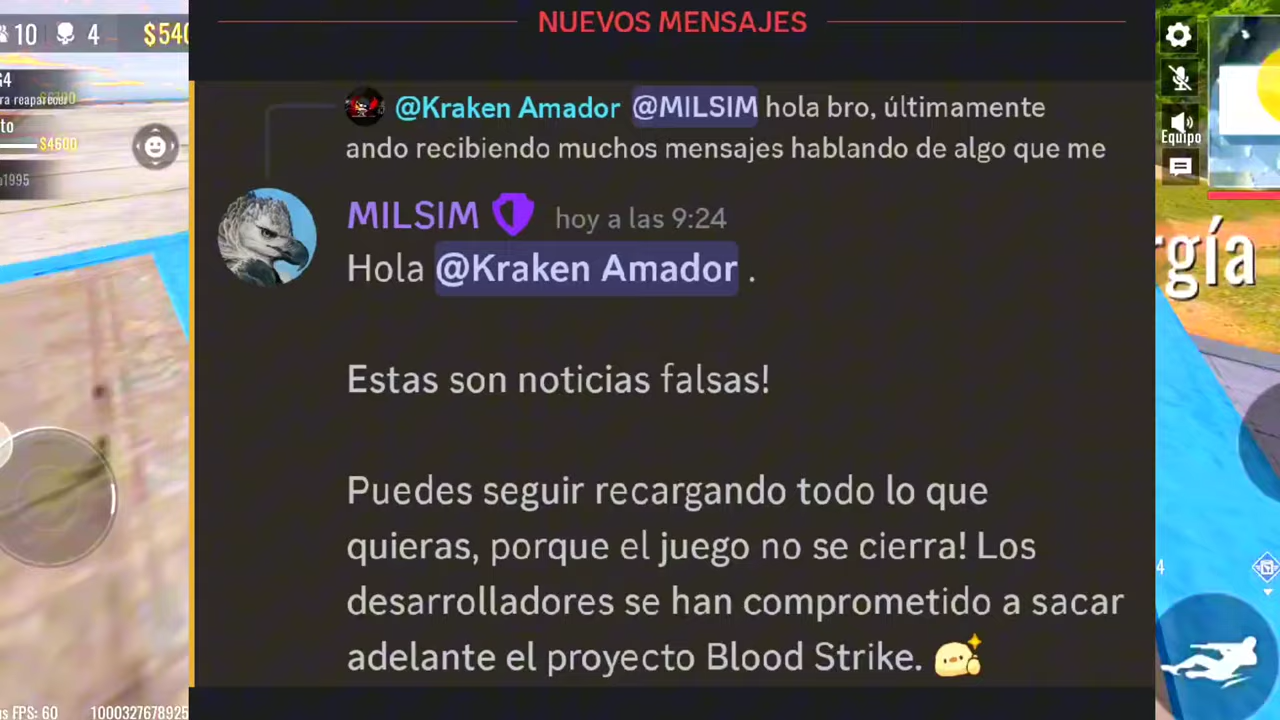 NUEVOS MENSAJES
10 4 $540
@Kraken Amador @MILSIM hola bro, últimamente
ando recibiendo muchos mensajes hablando de algo que me
MILSIM hoy a las 9:24
Hola @Kraken Amador .
Estas son noticias falsas!
Puedes seguir recargando todo lo que
quieras, porque el juego no se cierra! Los
desarrolladores se han comprometido a sacar
adelante el proyecto Blood Strike.
$4600
1995
Equipo
rgía
4
FPS: 60 1000327678925